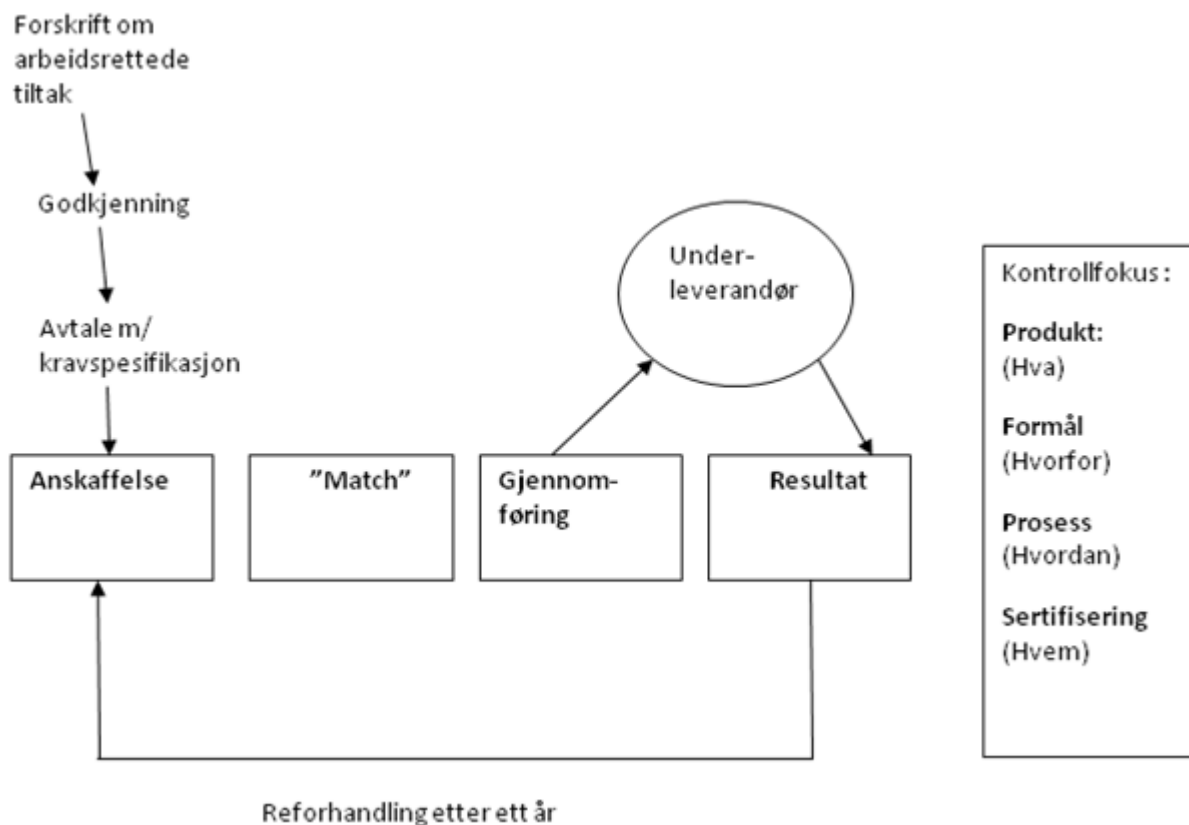 Forskrift om
arbeidsrettede
tiltak
Godkjenning
Avtale m/
kravspesifikasjon
Under-
leverandør
Anskaffelse
”Match”
Gjennom-
føring
Resultat
Reforhandling etter ett år
Kontrollfokus:
Produkt:
(Hva)
Formål
(Hvorfor)
Prosess
(Hvordan)
Sertifisering
(Hvem)